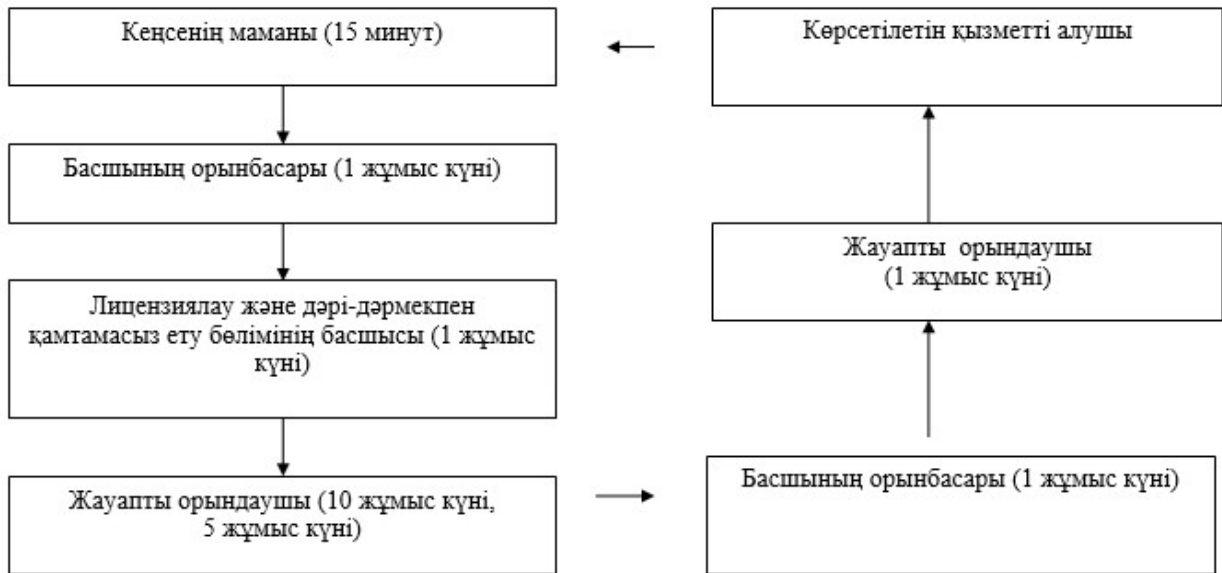 Кеңсенің маманы (15 минут)
Басшының орынбасары (1 жұмыс күні)
Лицензиялау және дәрі-дәрмекпен
қамтамасыз ету бөлімінің басшысы (1 жұмыс
күні)
Жауапты орындаушы (10 жұмыс күні,
5 жұмыс күні)
Көрсетілетін қызметті алушы
Жауапты орындаушы
(1 жұмыс күні)
Басшының орынбасары (1 жұмыс күні)